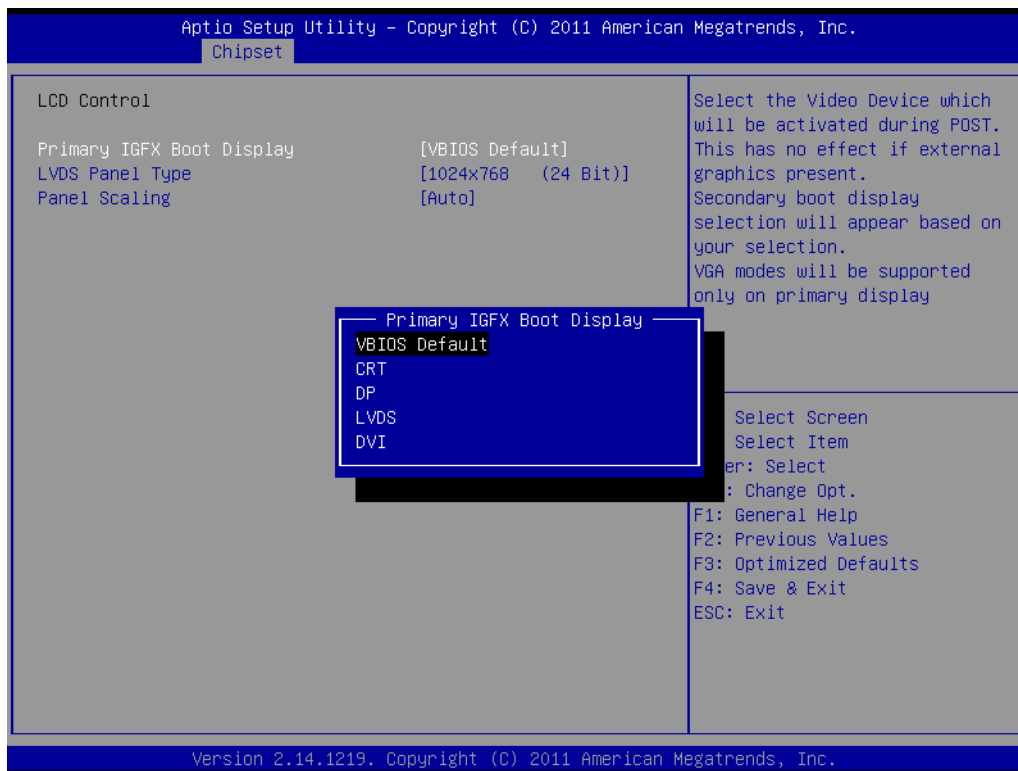 Aptio Setup Utility – Copyright (C) 2011 American Megatrends, Inc.
Chipset
LCD Control
Primary IGFX Boot Display [VBIOS Default]
LVDS Panel Type [1024x768 (24 Bit)]
Panel Scaling [Auto]
Select the Video Device which
will be activated during POST.
This has no effect if external
graphics present.
Secondary boot display
selection will appear based on
your selection.
VGA modes will be supported
only on primary display
Primary IGFX Boot Display
VBIOS Default
CRT
DP
LVDS
DVI
Select Screen
Select Item
er: Select
: Change Opt.
F1: General Help
F2: Previous Values
F3: Optimized Defaults
F4: Save & Exit
ESC: Exit
Version 2.14.1219. Copyright (C) 2011 American Megatrends, Inc.